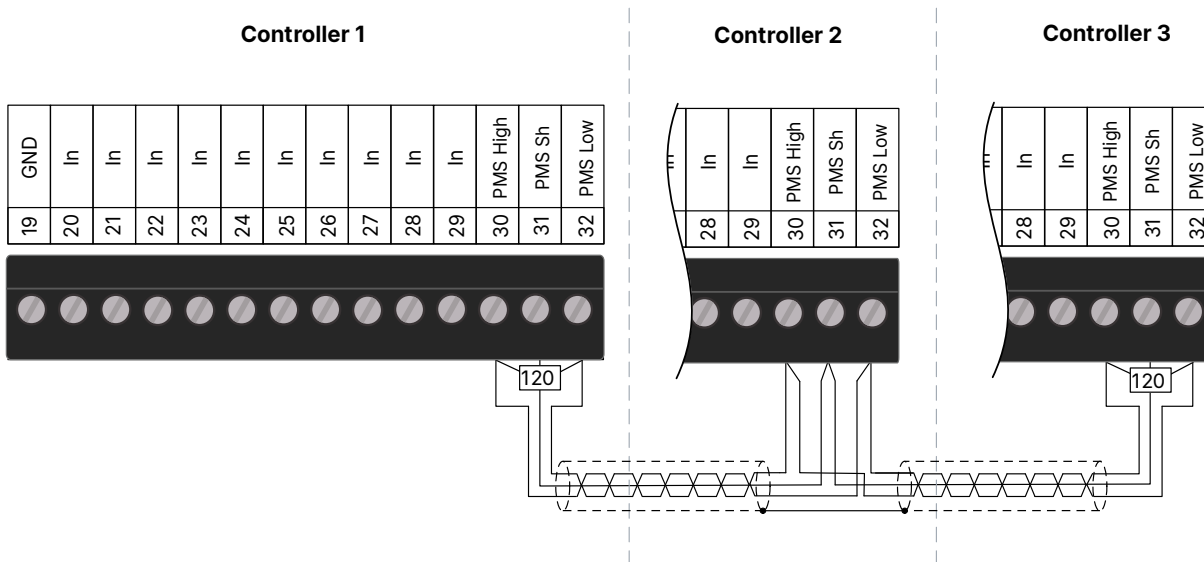 Controller 1
Controller 2
Controller 3
GND In In In In In In In In In In PMS High PMS Sh PMS Low
19 20 21 22 23 24 25 26 27 28 29 30 31 32
In In In PMS High PMS Sh PMS Low
28 29 30 31 32
In In In PMS High PMS Sh PMS Low
28 29 30 31 32
120
120